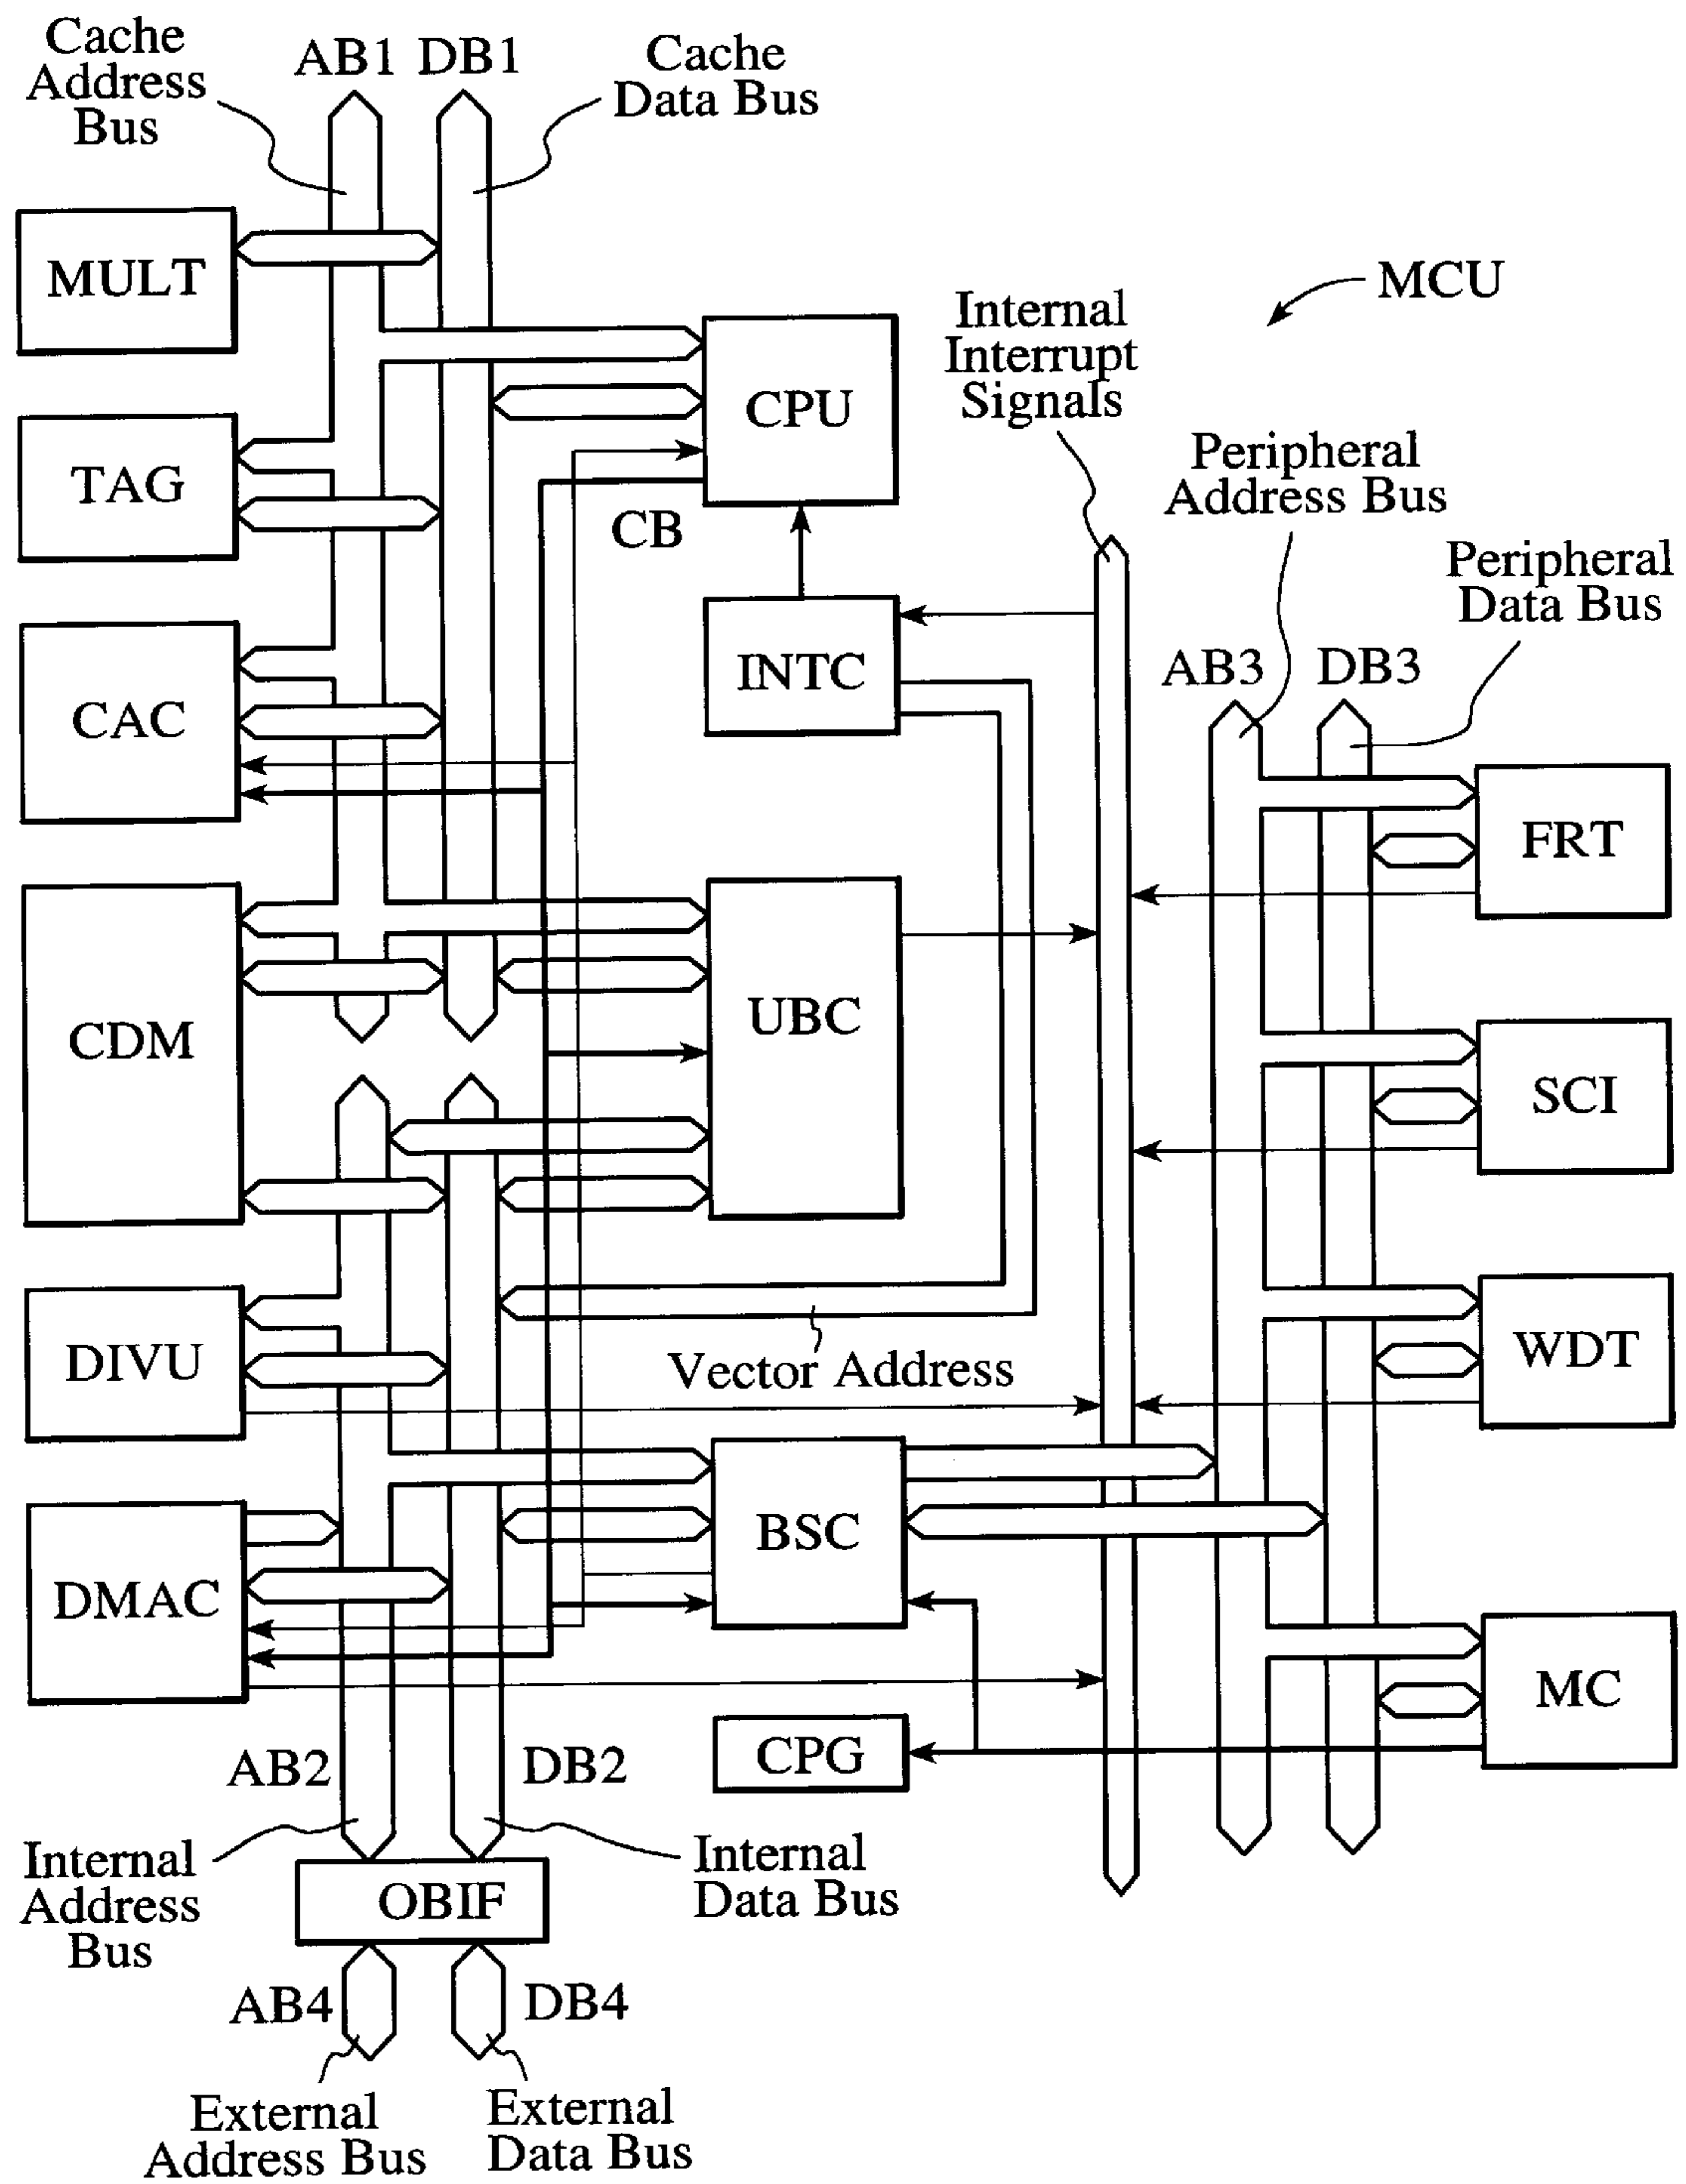 Cache
Address
Bus
AB1
DB1
Cache
Data Bus
MULT
MCU
Internal
Interrupt
Signals
CPU
TAG
CB
Peripheral
Address Bus
Peripheral
Data Bus
INTC
AB3
DB3
CAC
FRT
CDM
UBC
SCI
DIVU
WDT
Vector Address
BSC
DMAC
MC
CPG
AB2
DB2
Internal
Address
Bus
Internal
Data Bus
OBIF
AB4
DB4
External
Address Bus
External
Data Bus